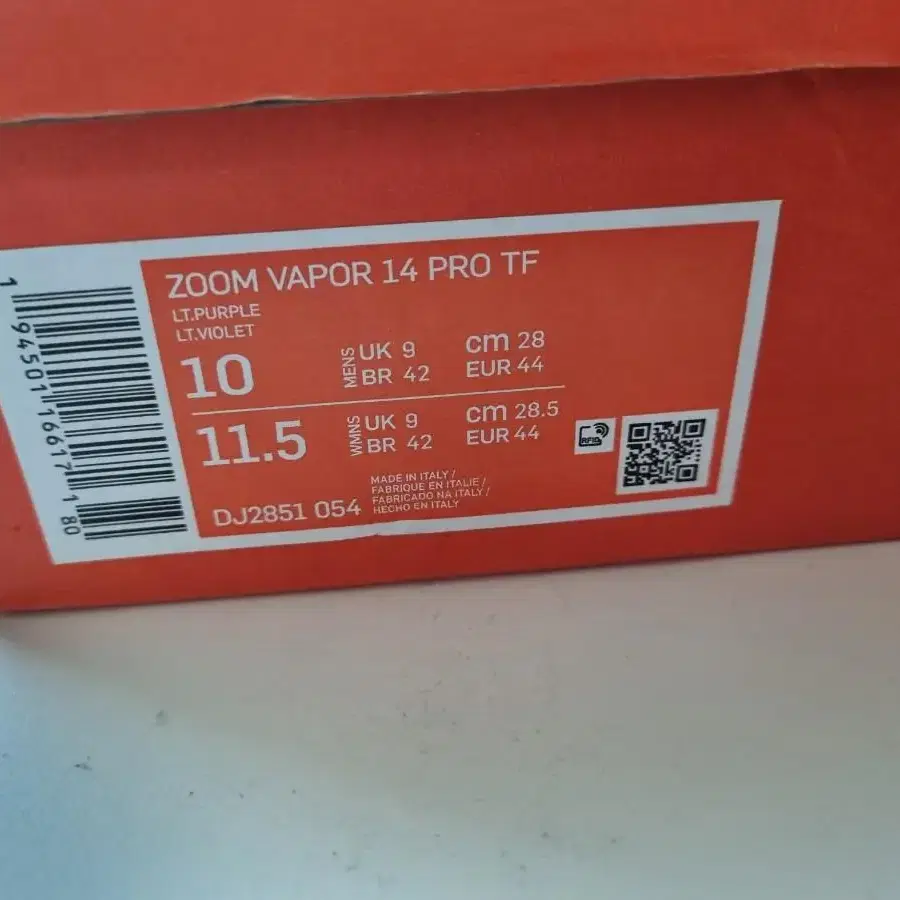 ZOOM VAPOR 14 PRO TF
LT.PURPLE
LT.VIOLET
10 MENS UK 9 cm 28
BR 42 EUR 44
11.5 WMNS UK 9 cm 28.5
BR 42 EUR 44
RFID
DJ2851 054
MADE IN ITALY /
FABRIQUE EN ITALIE /
FABRICADO NA ITALY /
HECHO EN ITALY
1 94501 16617 1 80